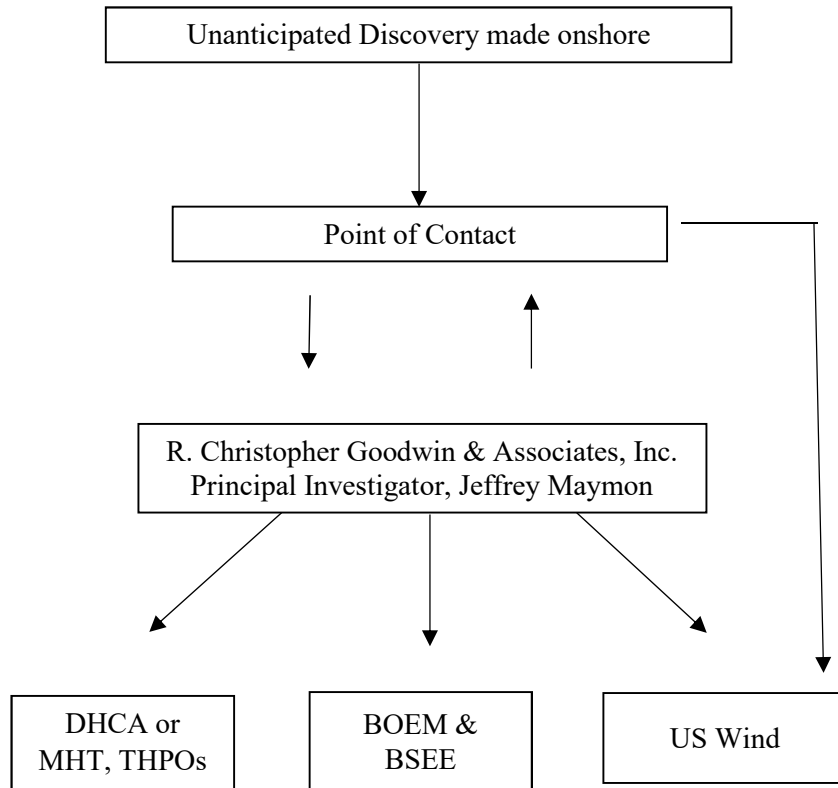 Unanticipated Discovery made onshore
Point of Contact
R. Christopher Goodwin & Associates, Inc.
Principal Investigator, Jeffrey Maymon
DHCA or
MHT, THPOs
BOEM &
BSEE
US Wind